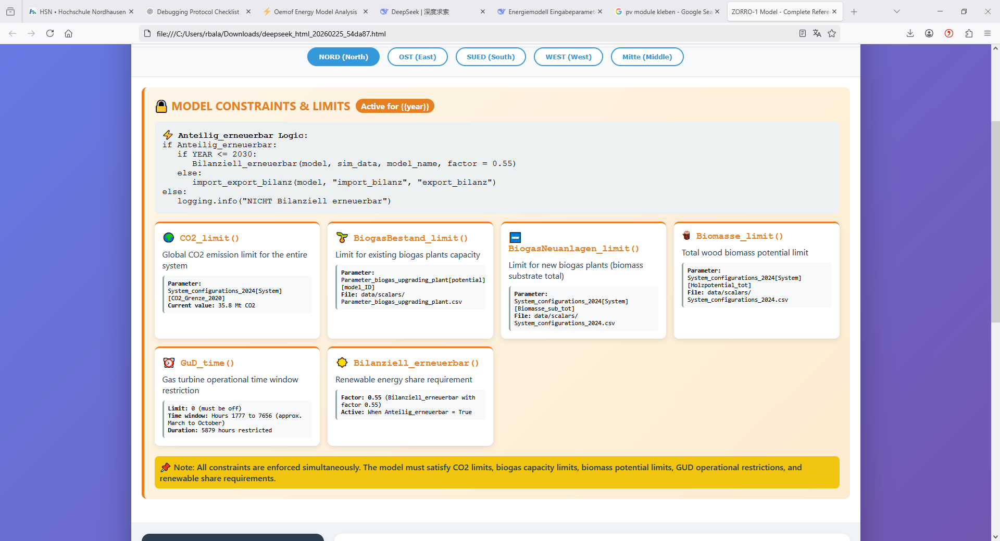 HSN • Hochschule Nordhausen
Debugging Protocol Checklist
Oemof Energy Model Analysis
DeepSeek | 深度求索
Energiemodell Eingabeparamet
pv module kleben - Google Sea
ZORRO-1 Model - Complete Refere
file:///C:/Users/rbala/Downloads/deepseek_html_20260225_54da87.html
NORD (North)
OST (East)
SUED (South)
WEST (West)
Mitte (Middle)
MODEL CONSTRAINTS & LIMITS
Active for {{year}}
Anteilig_erneuerbar Logic:
if Anteilig_erneuerbar:
if YEAR <= 2030:
Bilanziell_erneuerbar(model, sim_data, model_name, factor = 0.55)
else:
import_export_bilanz(model, "import_bilanz", "export_bilanz")
else:
logging.info("NICHT Bilanziell erneuerbar")
CO2_limit()
Global CO2 emission limit for the entire
system
Parameter:
System_configurations_2024[System]
[CO2_Grenze_2020]
Current value: 35.8 Mt CO2
BiogasBestand_limit()
Limit for existing biogas plants capacity
Parameter:
Parameter_biogas_upgrading_plant[potential]
[model_ID]
File: data/scalars/
Parameter_biogas_upgrading_plant.csv
NEW
BiogasNeuanlagen_limit()
Limit for new biogas plants (biomass
substrate total)
Parameter:
System_configurations_2024[System]
[Biomasse_sub_tot]
File: data/scalars/
System_configurations_2024.csv
Biomasse_limit()
Total wood biomass potential limit
Parameter:
System_configurations_2024[System]
[Holzpotential_tot]
File: data/scalars/
System_configurations_2024.csv
GuD_time()
Gas turbine operational time window
restriction
Limit: 0 (must be off)
Time window: Hours 1777 to 7656 (approx.
March to October)
Duration: 5879 hours restricted
Bilanziell_erneuerbar()
Renewable energy share requirement
Factor: 0.55 (Bilanziell_erneuerbar with
factor 0.55)
Active: When Anteilig_erneuerbar = True
Note: All constraints are enforced simultaneously. The model must satisfy CO2 limits, biogas capacity limits, biomass potential limits, GUD operational restrictions, and
renewable share requirements.